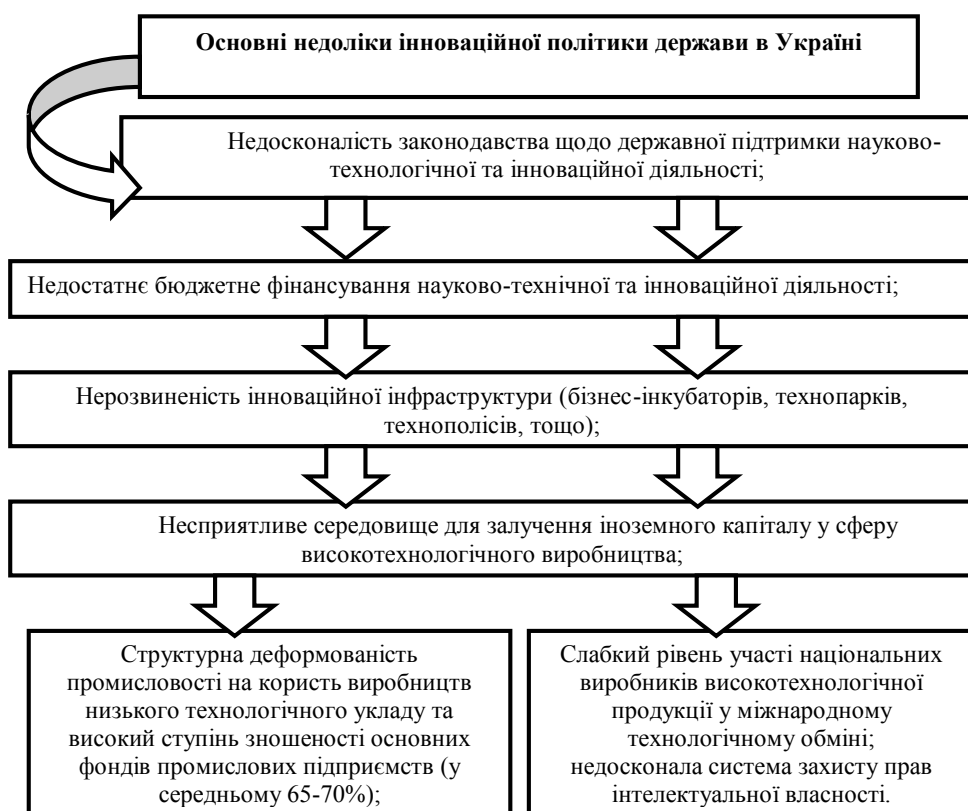 Основні недоліки інноваційної політики держави в Україні
Недосконалість законодавства щодо державної підтримки науково-
технологічної та інноваційної діяльності;
Недостатнє бюджетне фінансування науково-технічної та інноваційної діяльності;
Нерозвиненість інноваційної інфраструктури (бізнес-інкубаторів, технопарків,
технополісів, тощо);
Несприятливе середовище для залучення іноземного капіталу у сферу
високотехнологічного виробництва;
Структурна деформованість
промисловості на користь виробництв
низького технологічного укладу та
високий ступінь зношеності основних
фондів промислових підприємств (у
середньому 65-70%);
Слабкий рівень участі національних
виробників високотехнологічної
продукції у міжнародному
технологічному обміні;
недосконала система захисту прав
інтелектуальної власності.